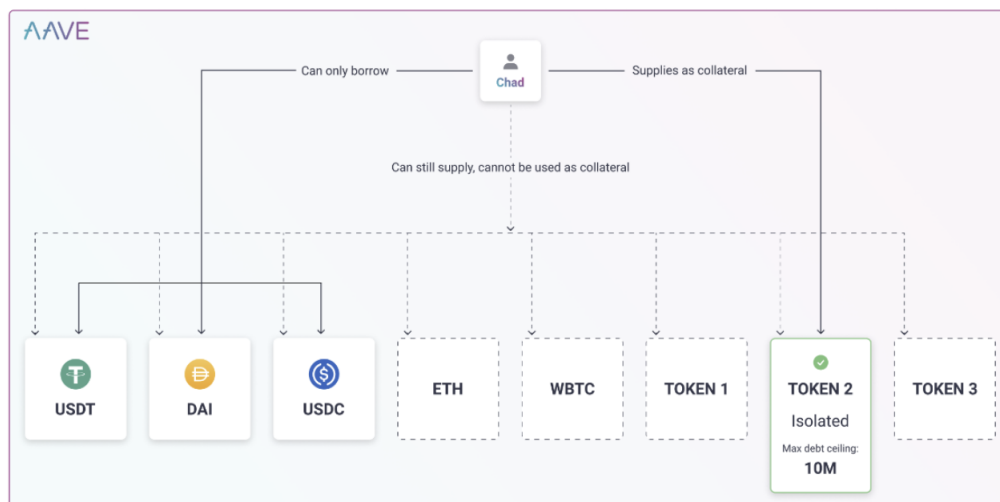 AAVE
Can only borrow
Chad
Supplies as collateral
Can still supply, cannot be used as collateral
USDT
DAI
USDC
ETH
WBTC
TOKEN 1
TOKEN 2
Isolated
Max debt ceiling:
10M
TOKEN 3